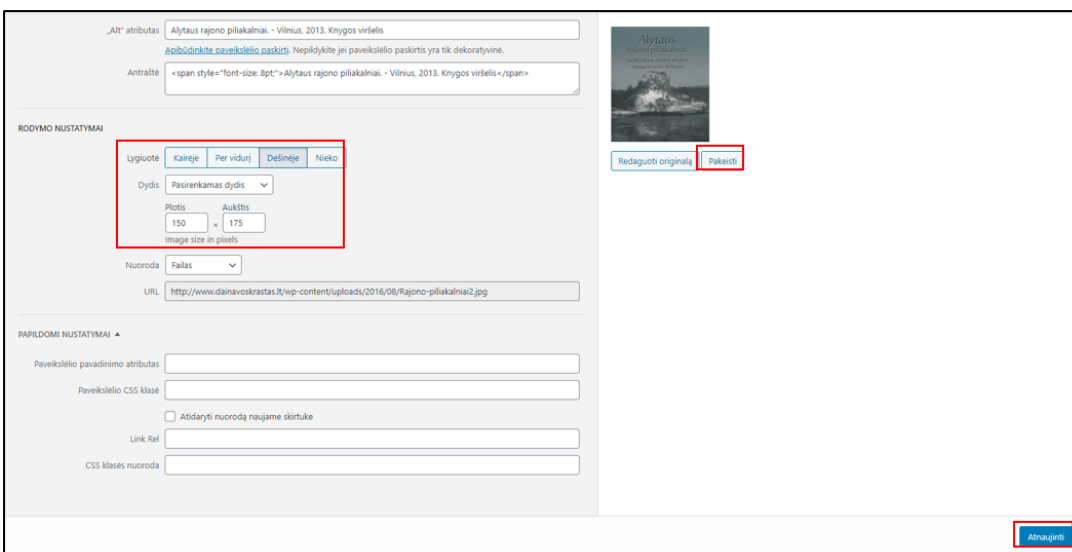 „Alt“ atributas
Alytaus rajono piliakalniai. - Vilnius, 2013. Knygos viršelis
Apibūdinkite paveikslėlio paskirtį. Nepildykite jei paveikslėlio paskirtis yra tik dekoratyvinė.
Antraštė
<span style="font-size: 8pt;">Alytaus rajono piliakalniai. - Vilnius, 2013. Knygos viršelis</span>
RODYMO NUSTATYMAI
Lygiuotė Kairėje Per vidurį Dešinėje Nieko
Dydis Pasirenkamas dydis
Plotis Aukštis
150 × 175
Image size in pixels
Nuoroda Failas
URL http://www.dainavoskrastas.lt/wp-content/uploads/2016/08/Rajono-piliakalniai2.jpg
PAPILDOMI NUSTATYMAI
Paveikslėlio pavadinimo atributas
Paveikslėlio CSS klasė
Atidaryti nuorodą naujame skirtuke
Link Rel
CSS klasės nuoroda
Alytaus
rajono piliakalniai
Redaguoti originalą Pakeisti
Atnaujinti